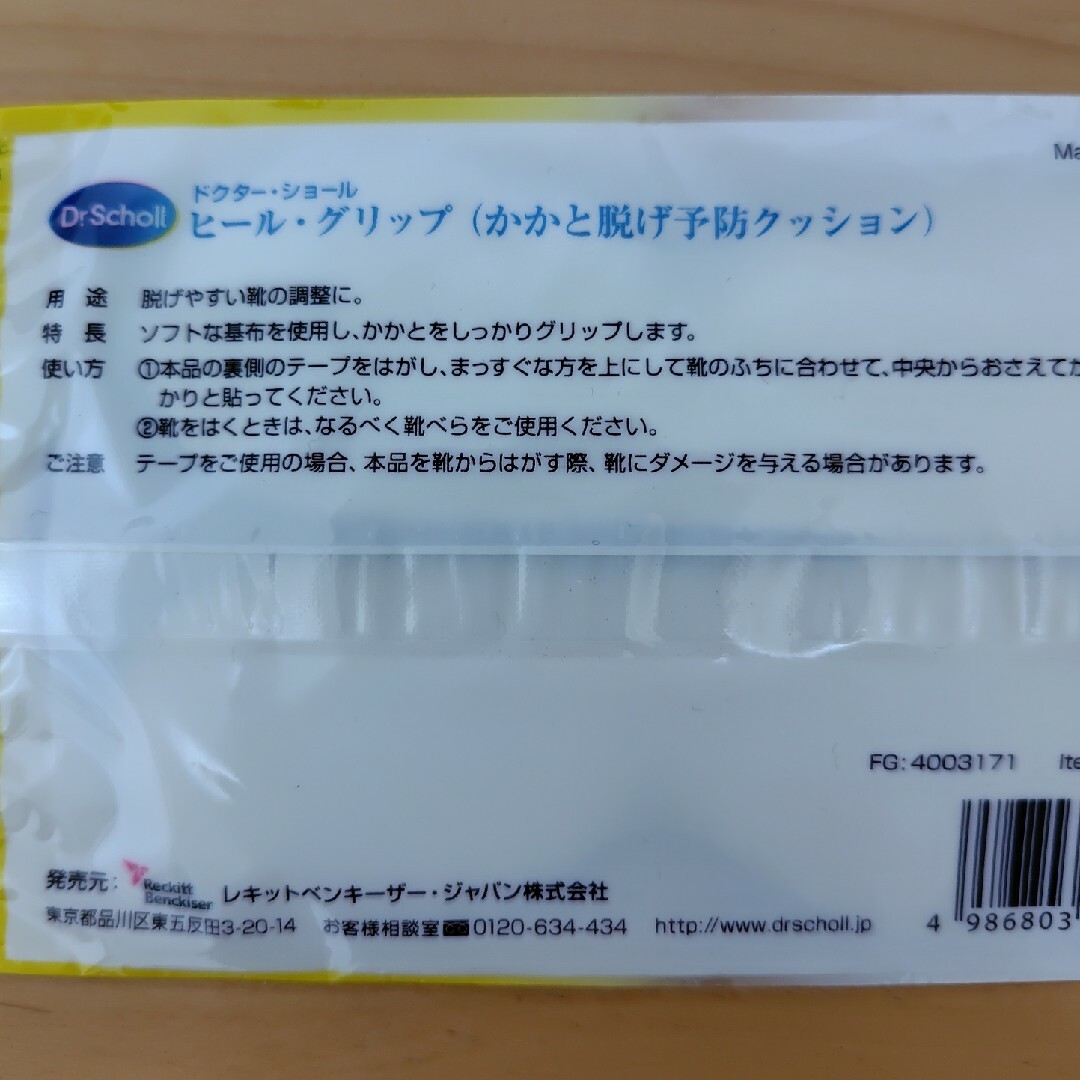 Ma
Dr.Scholl
ドクター・ショール
ヒール・グリップ（かかと脱げ予防クッション）
用途 脱げやすい靴の調整に。
特長 ソフトな基布を使用し、かかとをしっかりグリップします。
使い方 ①本品の裏側のテープをはがし、まっすぐな方を上にして靴のふちに合わせて、中央からおさえてか
かりと貼ってください。
②靴をはくときは、なるべく靴べらをご使用ください。
ご注意 テープをご使用の場合、本品を靴からはがす際、靴にダメージを与える場合があります。
FG: 4003171 Ite
発売元: Reckitt Benckiser レキットベンキーザー・ジャパン株式会社
東京都品川区東五反田3-20-14 お客様相談室 0120-634-434 http://www.drscholl.jp
4 986803